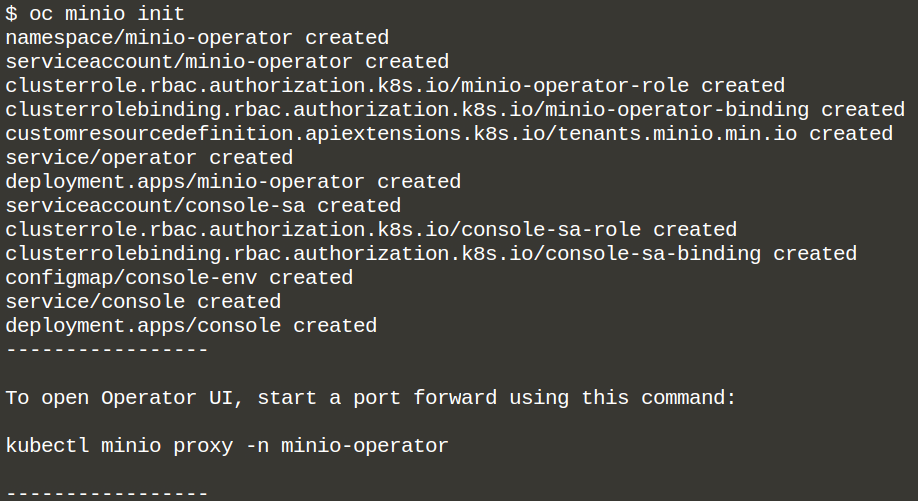 $ oc minio init
namespace/minio-operator created
serviceaccount/minio-operator created
clusterrole.rbac.authorization.k8s.io/minio-operator-role created
clusterrolebinding.rbac.authorization.k8s.io/minio-operator-binding created
customresourcedefinition.apiextensions.k8s.io/tenants.minio.min.io created
service/operator created
deployment.apps/minio-operator created
serviceaccount/console-sa created
clusterrole.rbac.authorization.k8s.io/console-sa-role created
clusterrolebinding.rbac.authorization.k8s.io/console-sa-binding created
configmap/console-env created
service/console created
deployment.apps/console created
-----------------
To open Operator UI, start a port forward using this command:
kubectl minio proxy -n minio-operator
-----------------